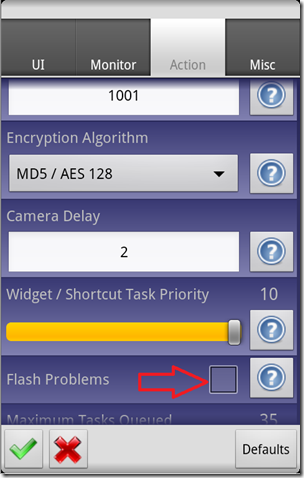 UI Monitor Action Misc
1001
Encryption Algorithm
MD5 / AES 128
Camera Delay
2
Widget / Shortcut Task Priority 10
Flash Problems
Maximum Tasks Queued 35
Defaults